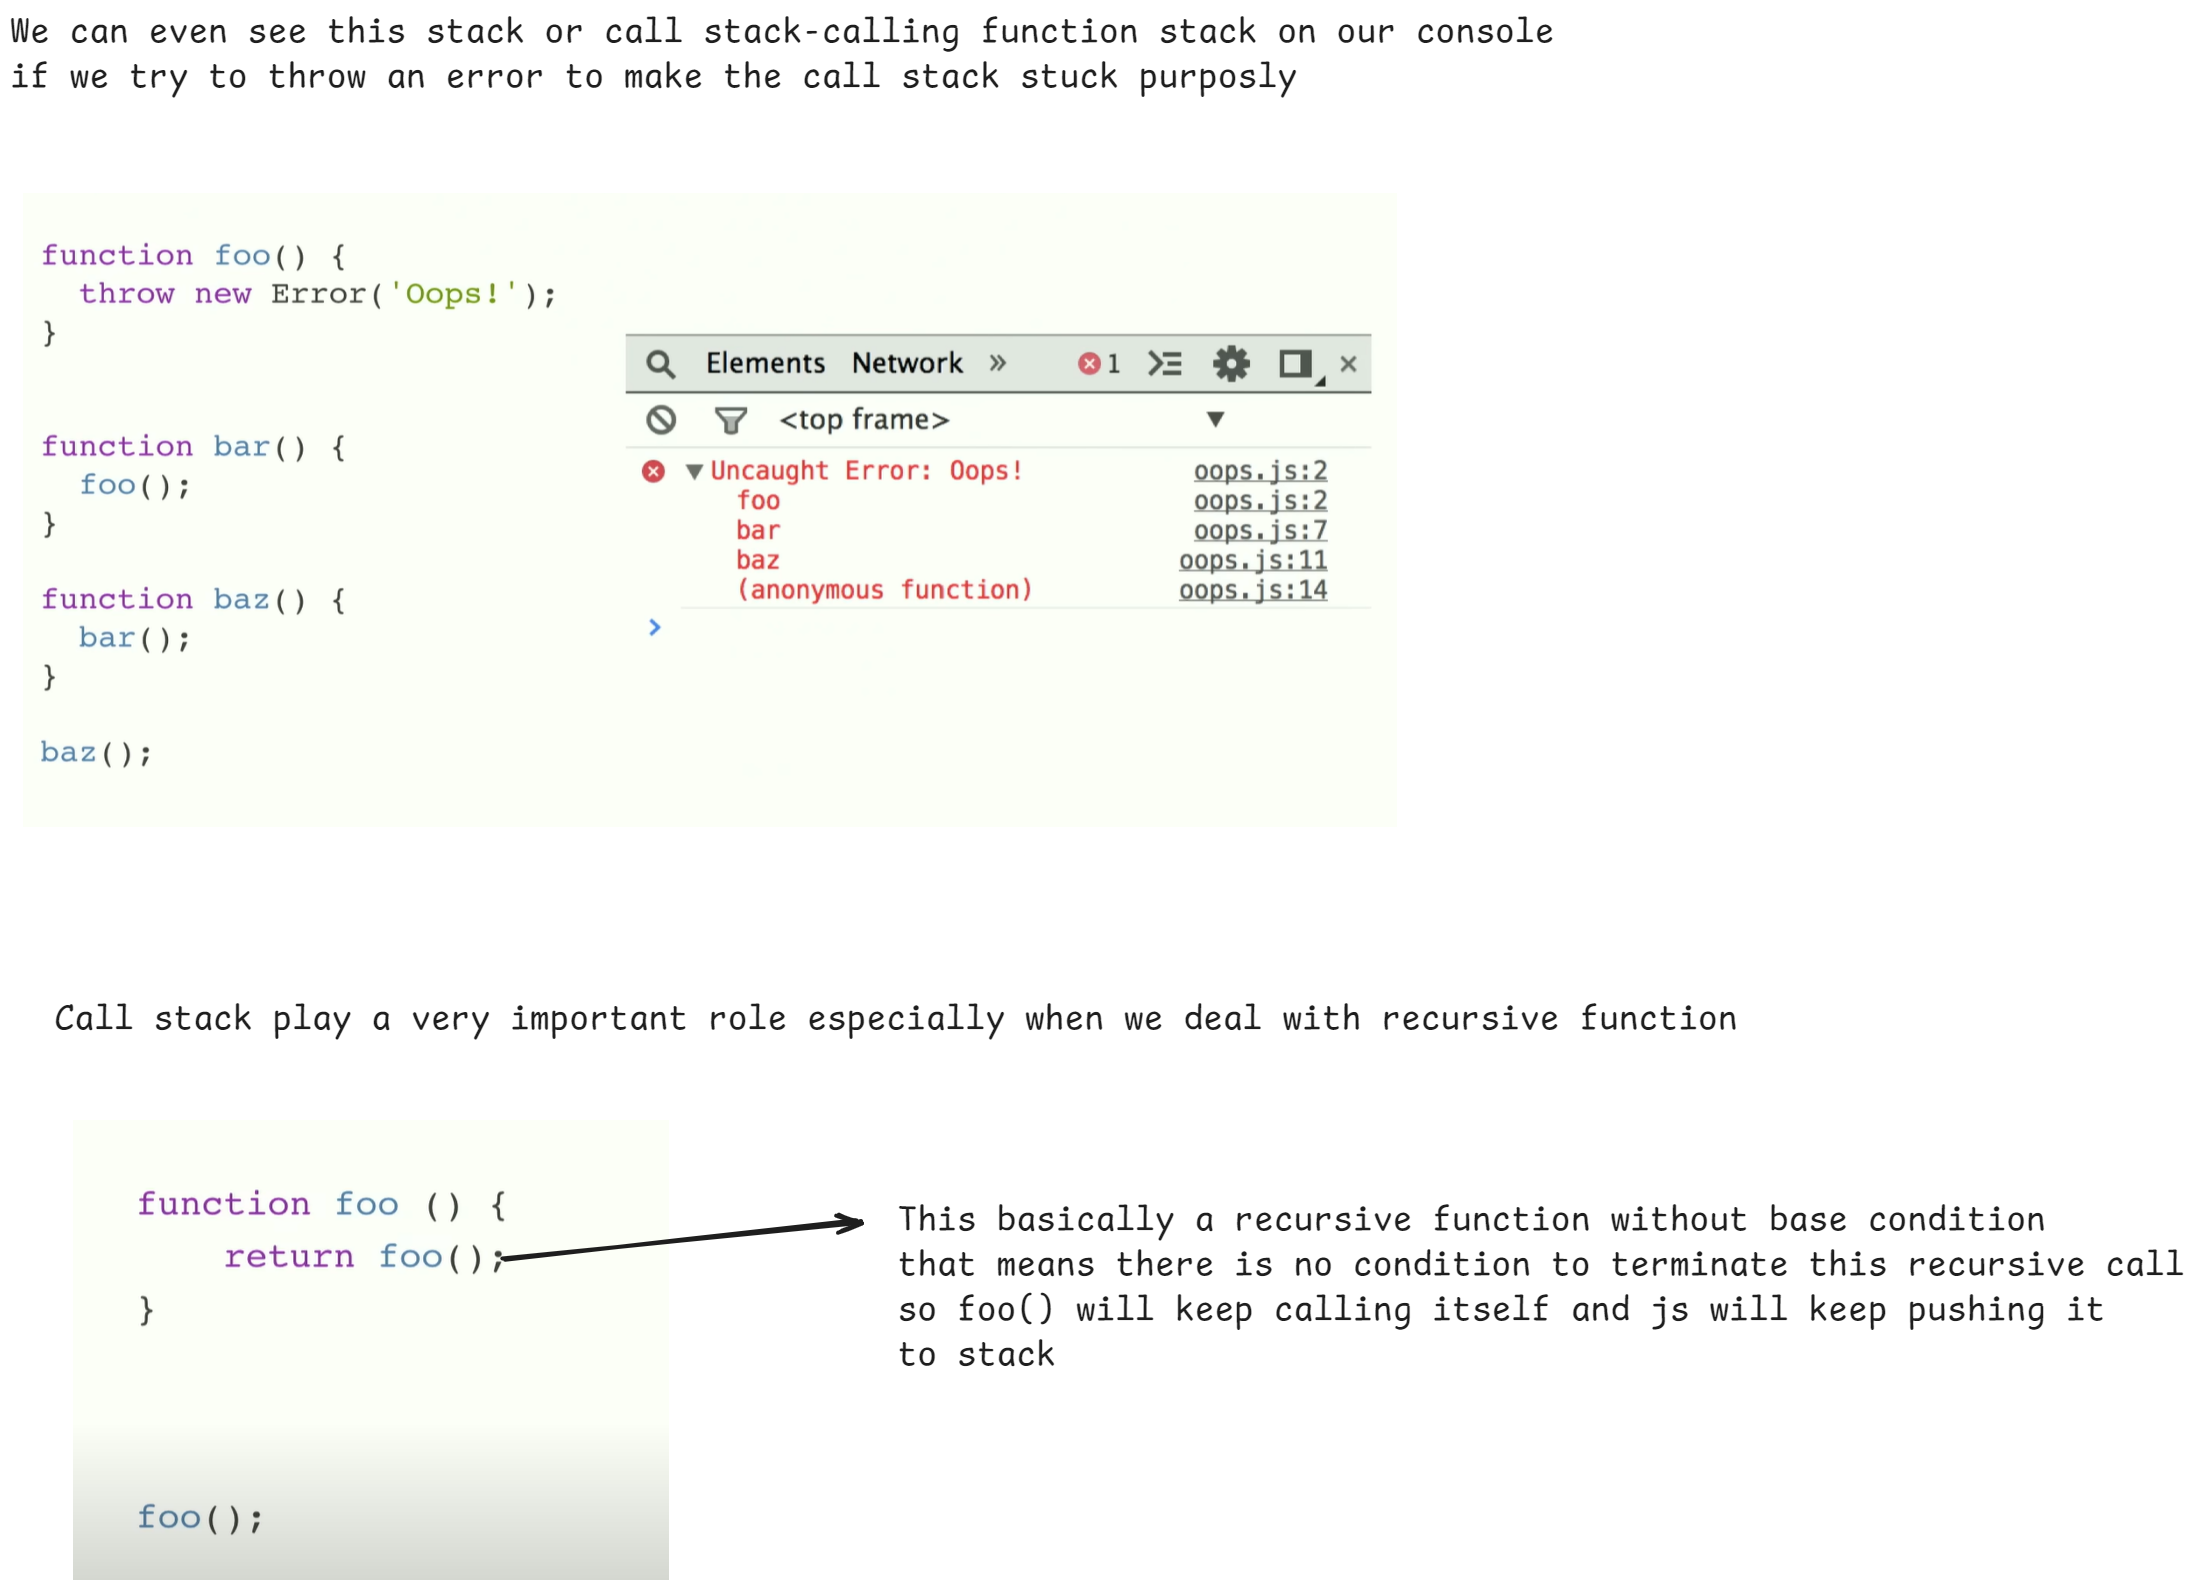 We can even see this stack or call stack-calling function stack on our console
if we try to throw an error to make the call stack stuck purposly
function foo() {
throw new Error('Oops!');
}
function bar() {
foo();
}
function baz() {
bar();
}
baz();
Elements Network » 1 ×
<top frame> ▼
▼ Uncaught Error: Oops! oops.js:2
foo oops.js:2
bar oops.js:7
baz oops.js:11
(anonymous function) oops.js:14
>
Call stack play a very important role especially when we deal with recursive function
function foo () {
return foo();
}
foo();
This basically a recursive function without base condition
that means there is no condition to terminate this recursive call
so foo() will keep calling itself and js will keep pushing it
to stack